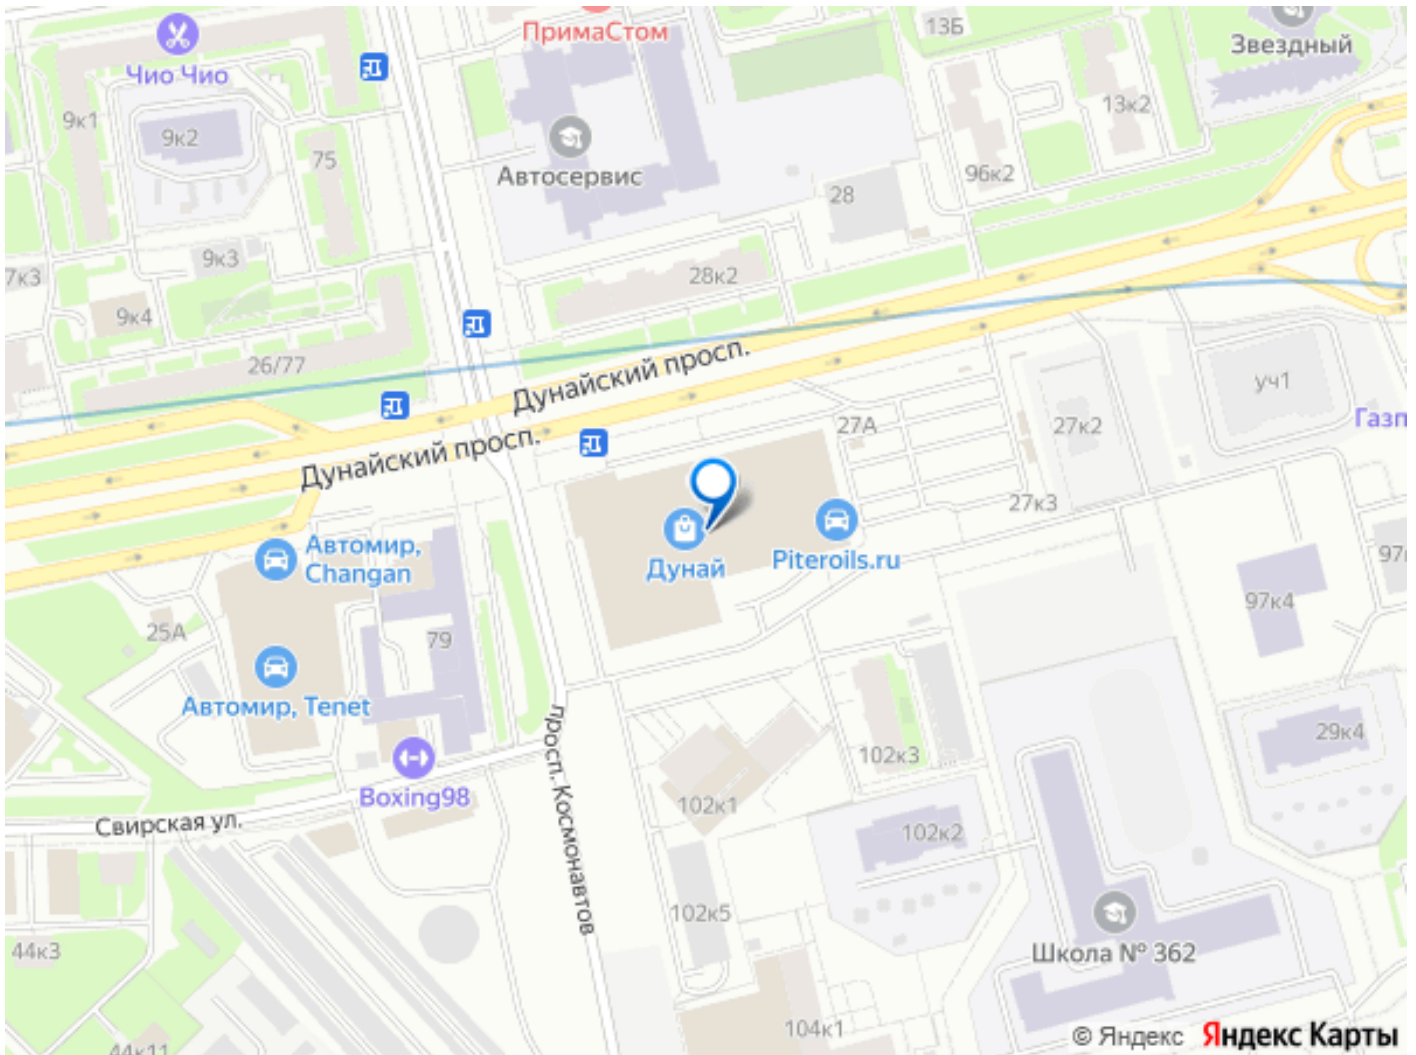 ПримаСтом
13Б
Звездный
Чио Чио
9к1
9к2
75
13к2
Автосервис
96к2
28
9к3
7к3
28к2
9к4
26/77
Дунайский просп.
уч1
Газп
27А
27к2
Дунайский просп.
27к3
Автомир,
Changan
Дунай
Piteroils.ru
97к
97к4
25А
79
Автомир, Tenet
просп. Космонавтов
29к4
102к3
Boxing98
102к1
Свирская ул.
102к2
102к5
44к3
Школа № 362
104к1
44к11
© Яндекс Яндекс Карты